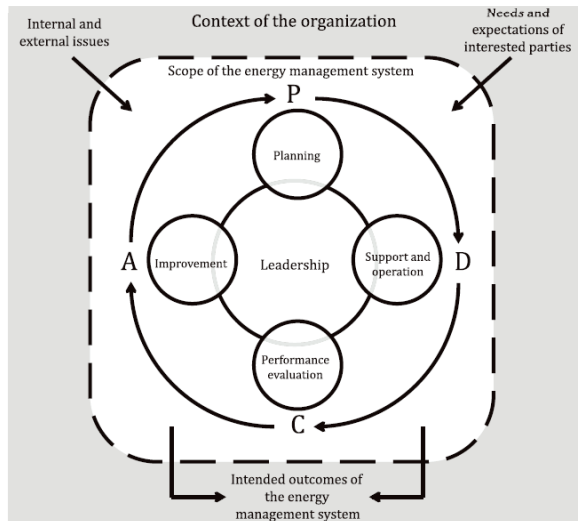 Internal and
external issues
Context of the organization
Needs and
expectations of
interested parties
Scope of the energy management system
P
Planning
A
Improvement
Leadership
Support and
operation
D
Performance
evaluation
C
Intended outcomes of
the energy
management system